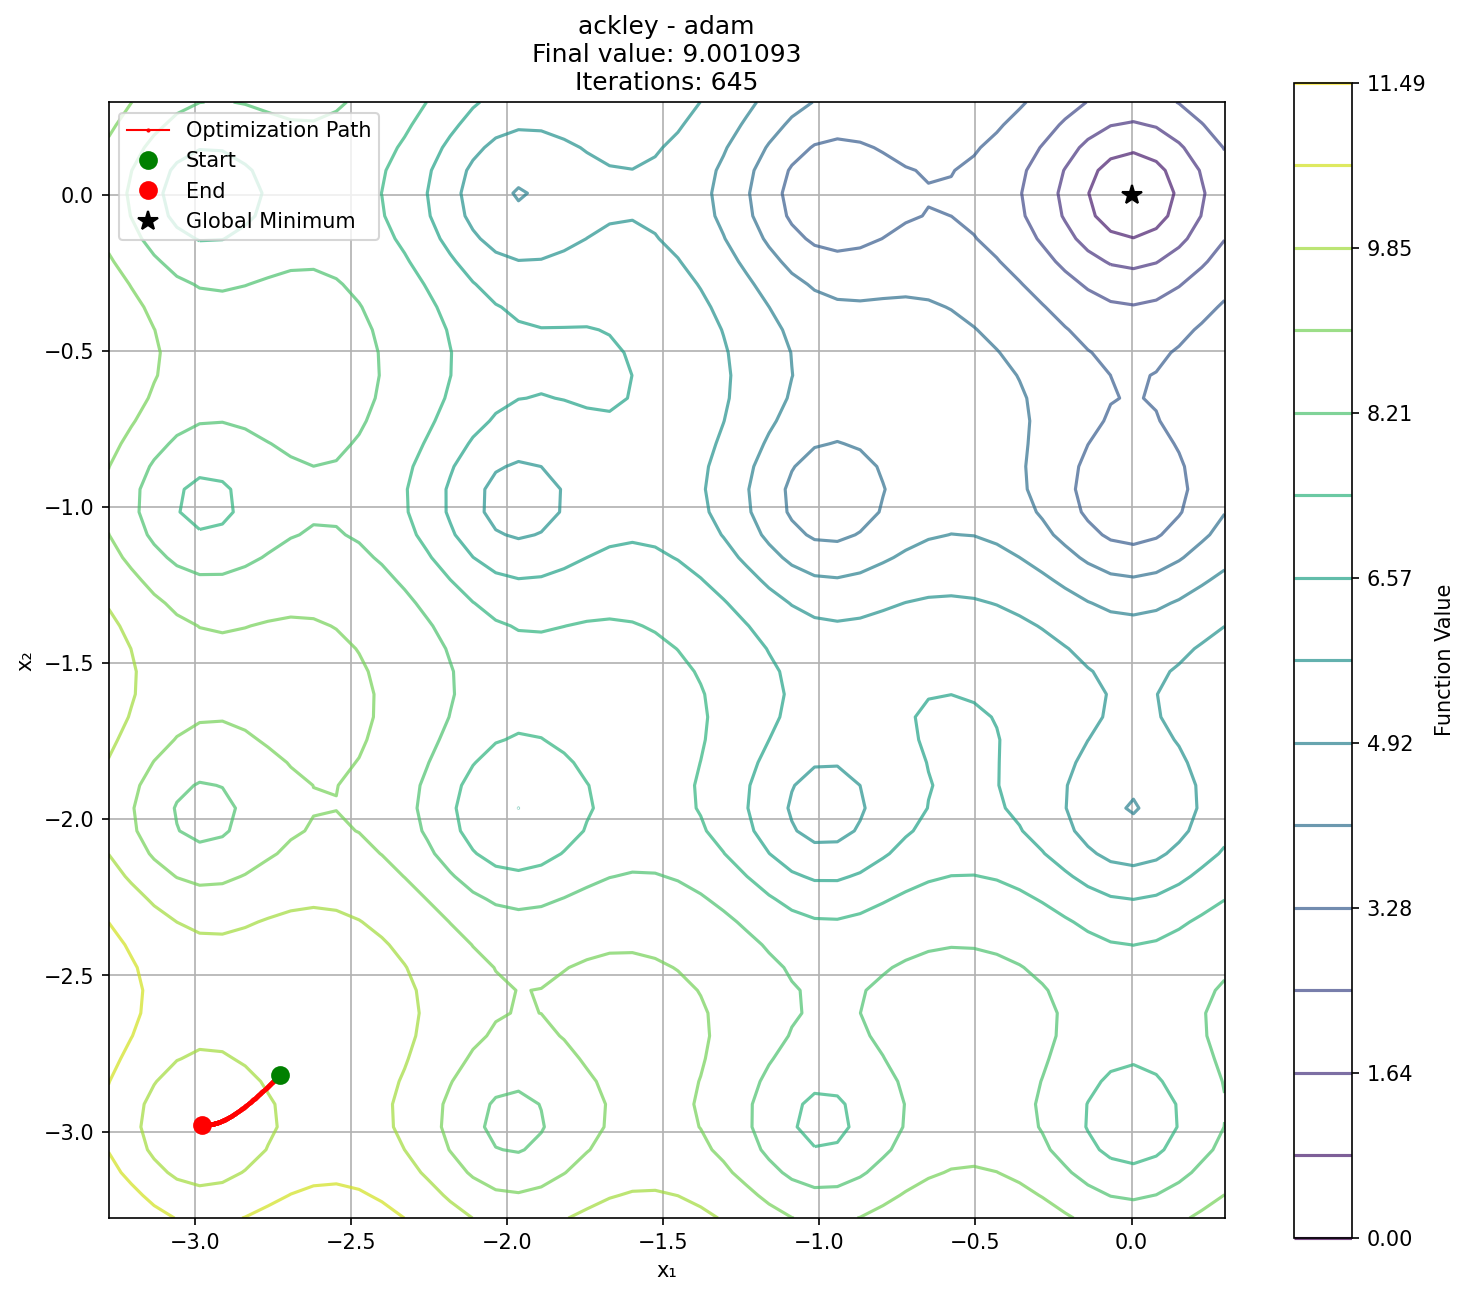 ackley - adam
Final value: 9.001093
Iterations: 645
Optimization Path
Start
End
Global Minimum
0.0
−0.5
−1.0
−1.5
−2.0
−2.5
−3.0
x₂
−3.0 −2.5 −2.0 −1.5 −1.0 −0.5 0.0
x₁
11.49
9.85
8.21
6.57
4.92
3.28
1.64
0.00
Function Value